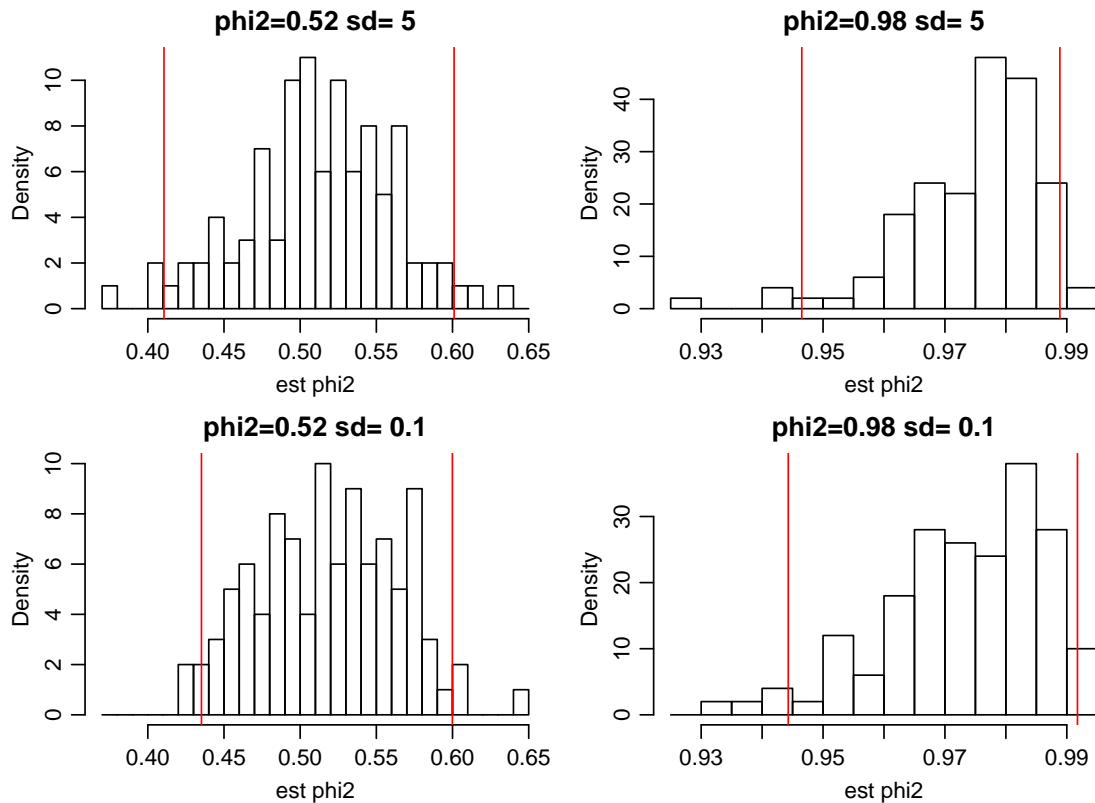 phi2=0.52 sd= 5
Density
0 2 4 6 8 10
0.40 0.45 0.50 0.55 0.60 0.65
est phi2
phi2=0.98 sd= 5
Density
0 10 20 30 40
0.93 0.95 0.97 0.99
est phi2
phi2=0.52 sd= 0.1
Density
0 2 4 6 8 10
0.40 0.45 0.50 0.55 0.60 0.65
est phi2
phi2=0.98 sd= 0.1
Density
0 10 20 30
0.93 0.95 0.97 0.99
est phi2